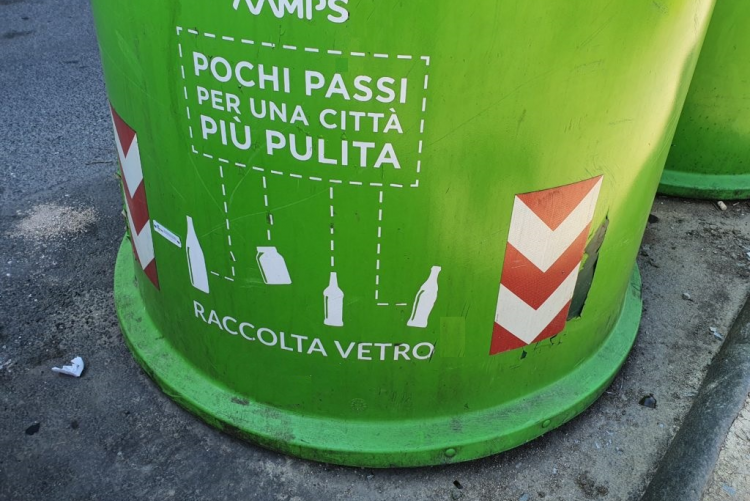 POCHI PASSI
PER UNA CITTÀ
PIÙ PULITA
RACCOLTA VETRO